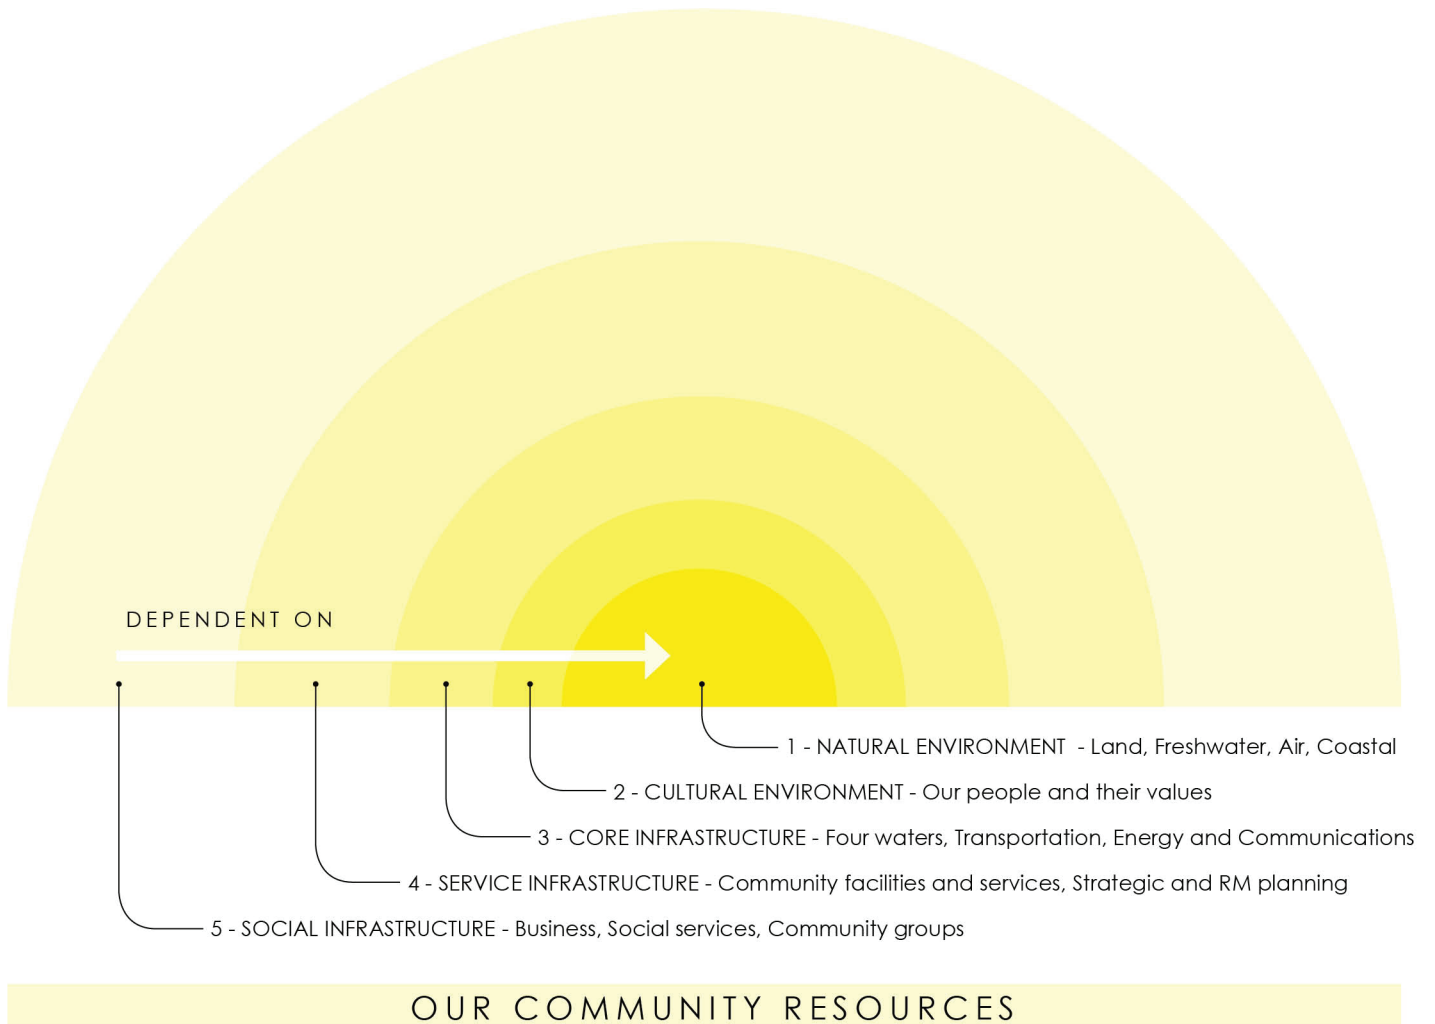 DEPENDENT ON
1 - NATURAL ENVIRONMENT - Land, Freshwater, Air, Coastal
2 - CULTURAL ENVIRONMENT - Our people and their values
3 - CORE INFRASTRUCTURE - Four waters, Transportation, Energy and Communications
4 - SERVICE INFRASTRUCTURE - Community facilities and services, Strategic and RM planning
5 - SOCIAL INFRASTRUCTURE - Business, Social services, Community groups
OUR COMMUNITY RESOURCES